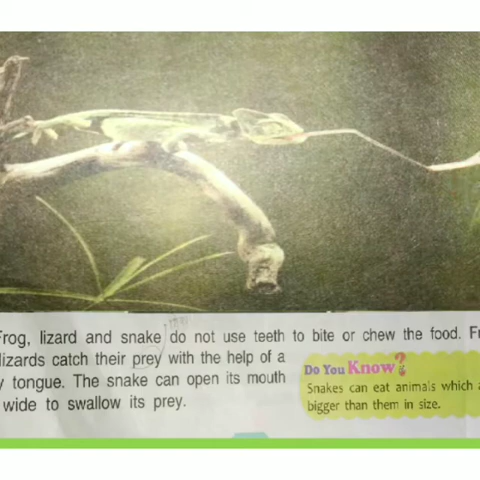 Frog, lizard and snake do not use teeth to bite or chew the food.
lizards catch their prey with the help of a
tongue. The snake can open its mouth
wide to swallow its prey.
Do You Know?
Snakes can eat animals which
bigger than them in size.